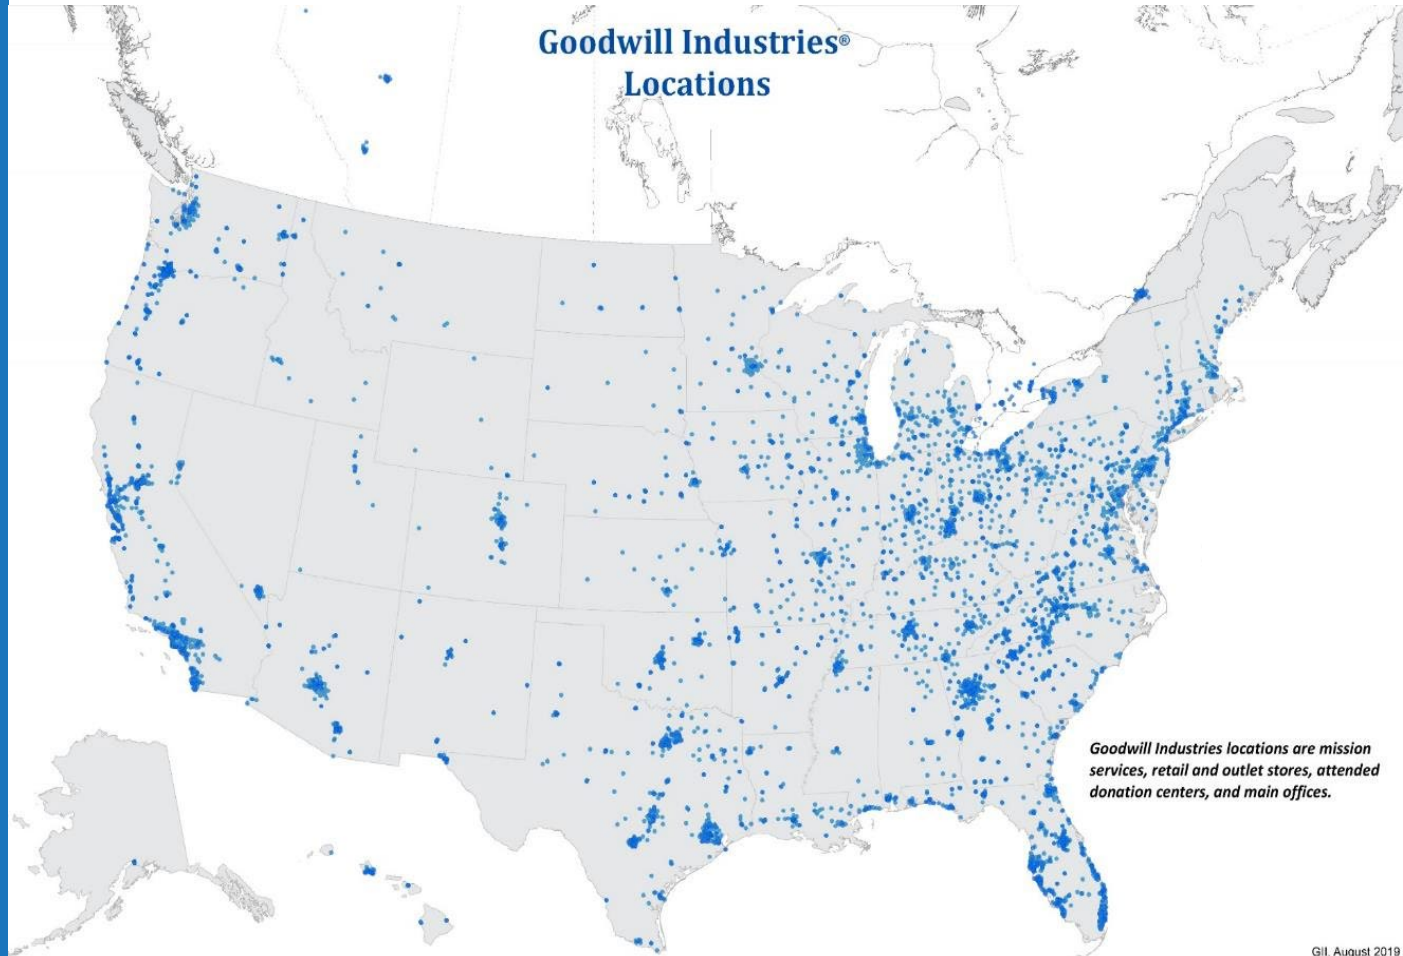 Goodwill Industries®
Locations
Goodwill Industries locations are mission
services, retail and outlet stores, attended
donation centers, and main offices.
GII, August 2019